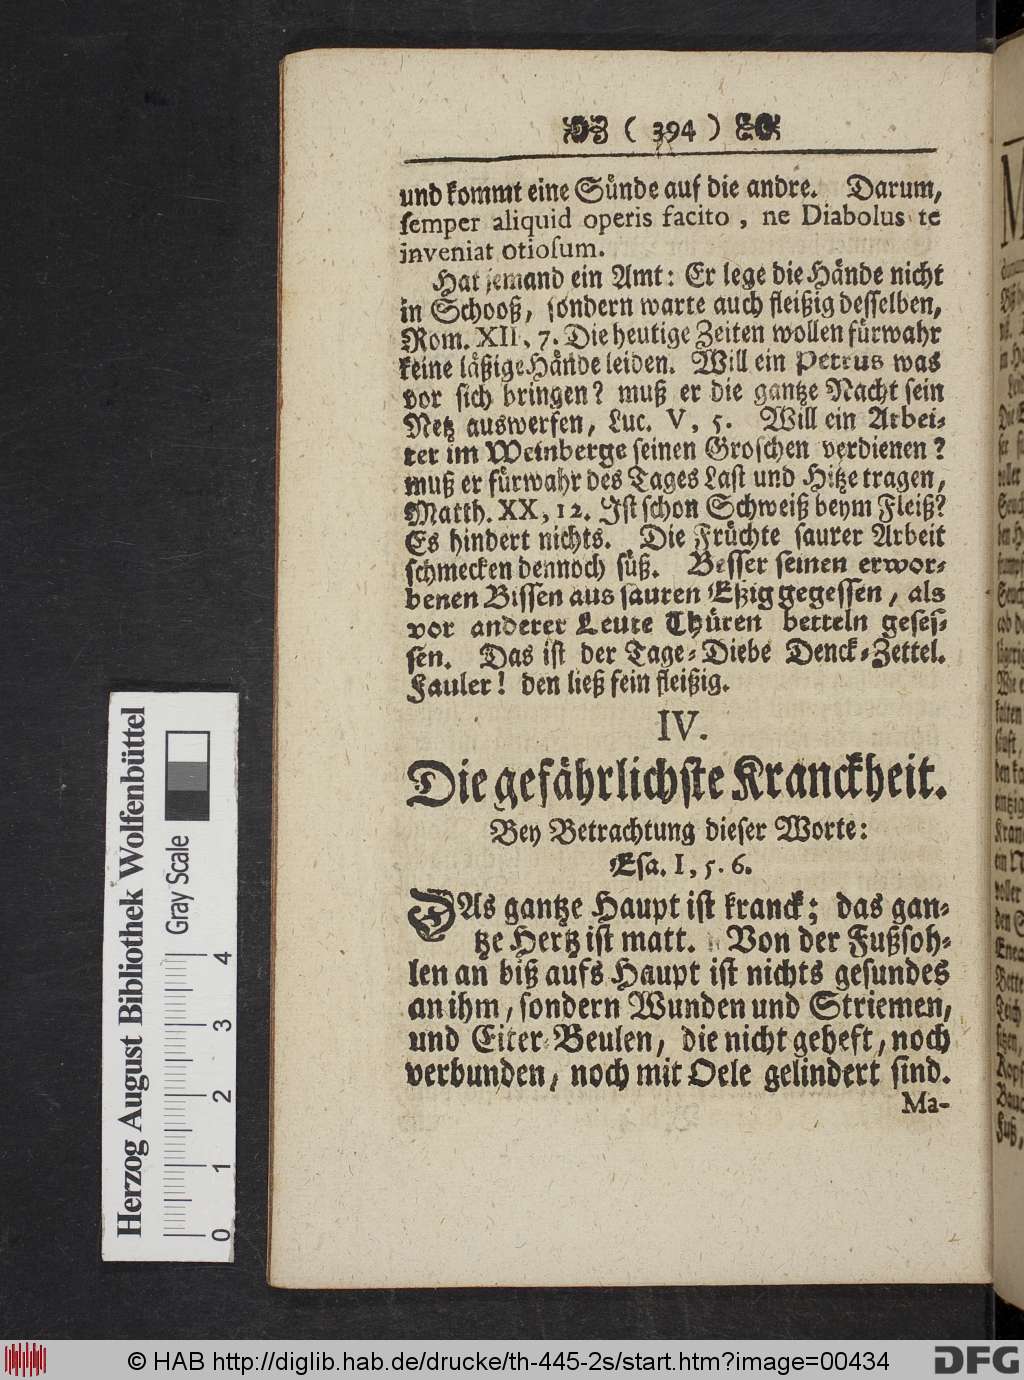 ( 394 )
und kommt eine Sünde auf die andre. Darum,
semper aliquid operis facito, ne Diabolus te
inveniat otiosum.
Hat jemand ein Amt: Er lege die Hände nicht
in Schooß, sondern warte auch fleißig desselben,
Rom. XII, 7. Die heutige Zeiten wollen fürwahr
keine läßige Hände leiden. Will ein Petrus was
vor sich bringen? muß er die gantze Nacht sein
Netz auswerfen, Luc. V, 5. Will ein Arbei-
ter im Weinberge seinen Groschen verdienen?
muß er fürwahr des Tages Last und Hitze tragen,
Matth. XX, 12. Ist schon Schweiß beym Fleiß?
Es hindert nichts. Die Früchte saurer Arbeit
schmecken dennoch süß. Besser seinen erwor-
benen Bissen aus sauren Eßzig gegessen, als
vor anderer Leute Thüren betteln geses-
sen. Das ist der Tage-Diebe Denck-Zettel.
Fauler! den ließ fein fleißig.
IV.
Die gefährlichste Kranckheit.
Bey Betrachtung dieser Worte:
Esa. I, 5. 6.
DAs gantze Haupt ist kranck; das gan-
tze Hertz ist matt. Von der Fußsoh-
len an biß aufs Haupt ist nichts gesundes
an ihm, sondern Wunden und Striemen,
und Eiter-Beulen, die nicht geheft, noch
verbunden, noch mit Oele gelindert sind.
Ma-
Herzog August Bibliothek Wolfenbüttel
Gray Scale
0 1 2 3 4
© HAB http://diglib.hab.de/drucke/th-445-2s/start.htm?image=00434
DFG